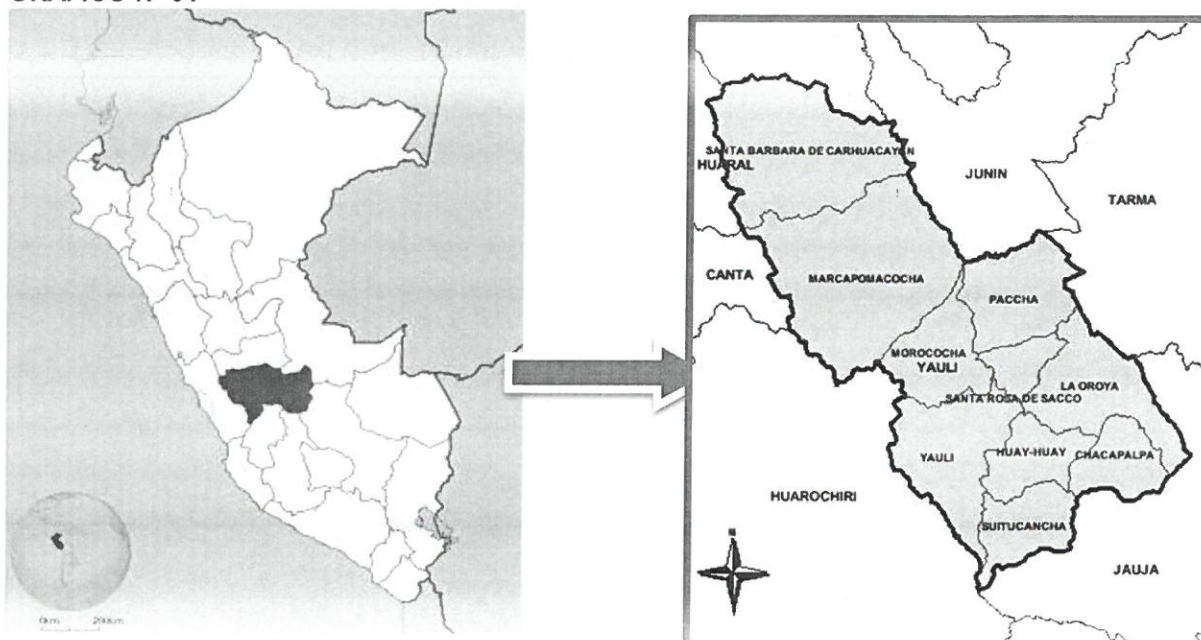 SANTA BARBARA DE CARHUACAYAN
HUARAL
JUNIN
TARMA
CANTA
MARCAPOMACOCHA
PACCHA
MOROCOCHA
YAULI
LA OROYA
SANTA ROSA DE SACCO
YAULI
HUAY-HUAY
CHACAPALPA
HUAROCHIRI
SUITUCANCHA
N
JAUJA
0km